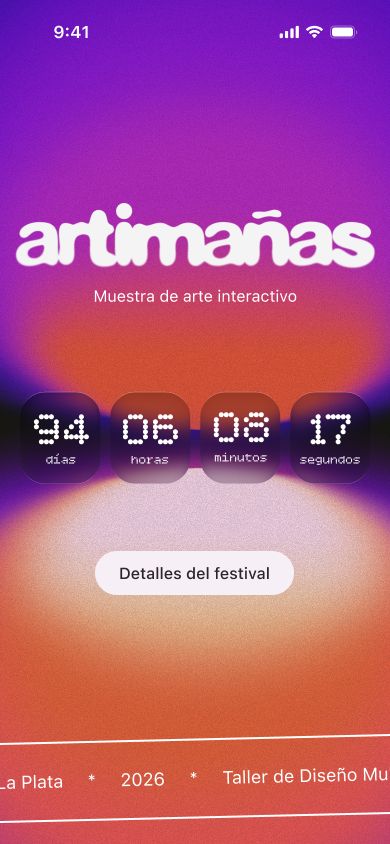 9:41
artimañas
Muestra de arte interactivo
94 06 08 17
días horas minutos segundos
Detalles del festival
La Plata * 2026 * Taller de Diseño Mu